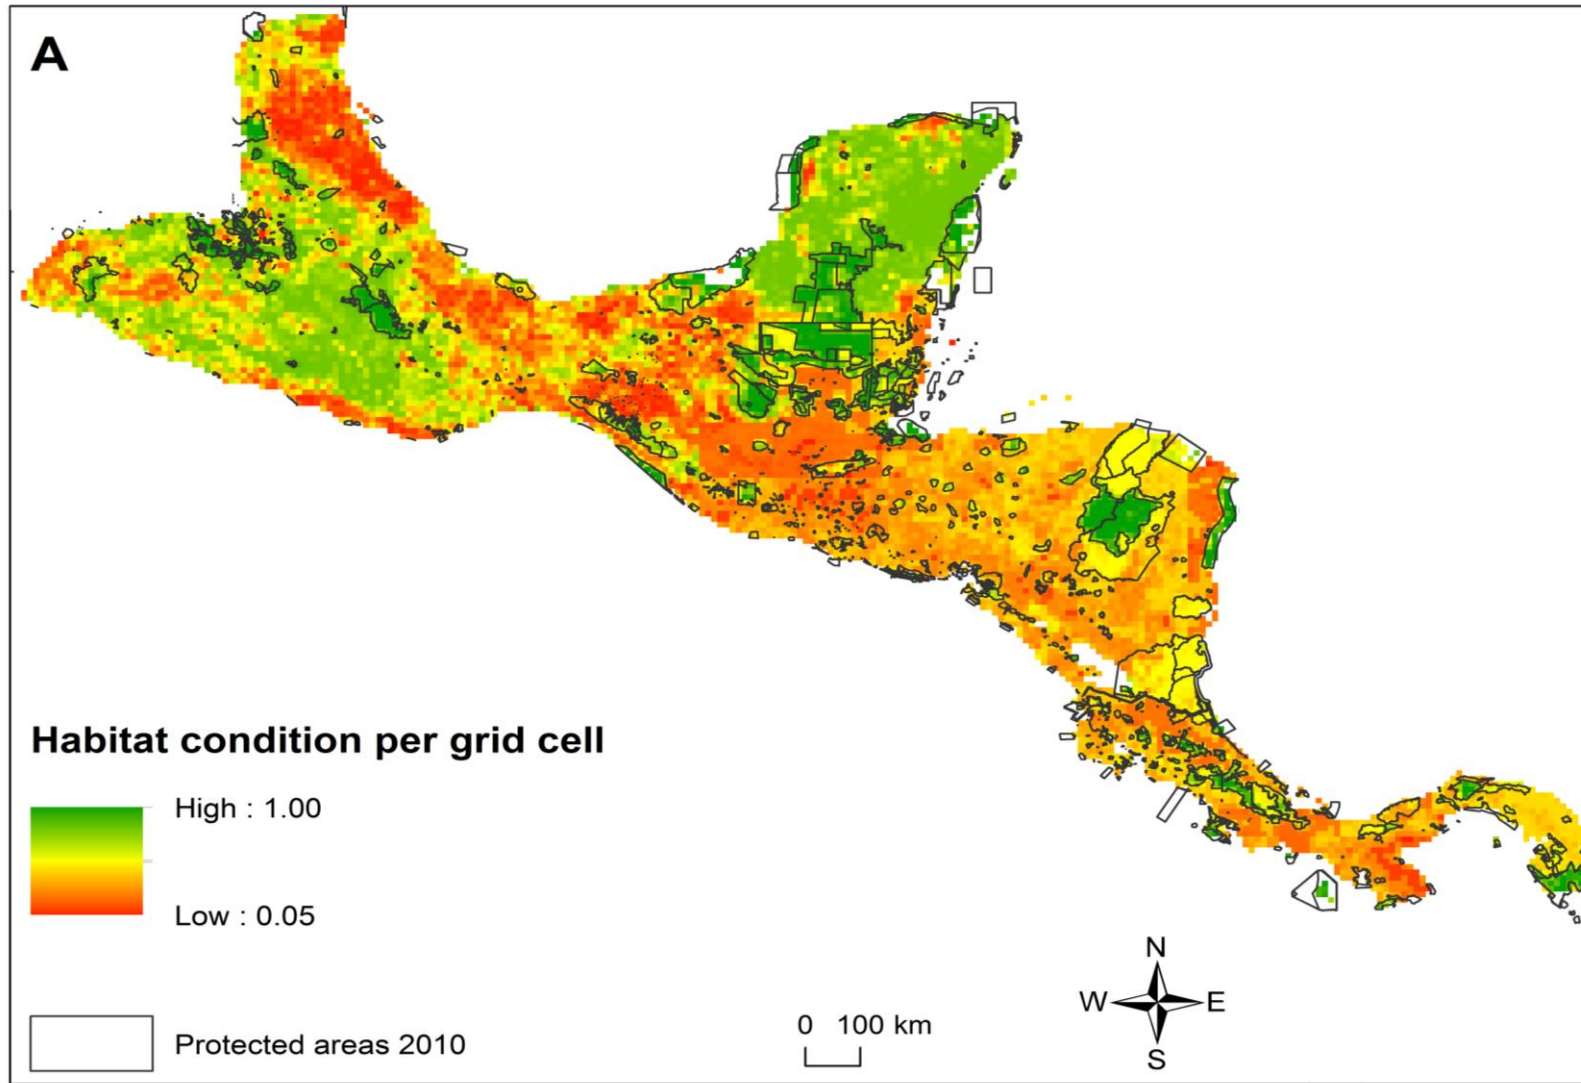 A
Habitat condition per grid cell
High : 1.00
Low : 0.05
Protected areas 2010
0 100 km
N
W E
S